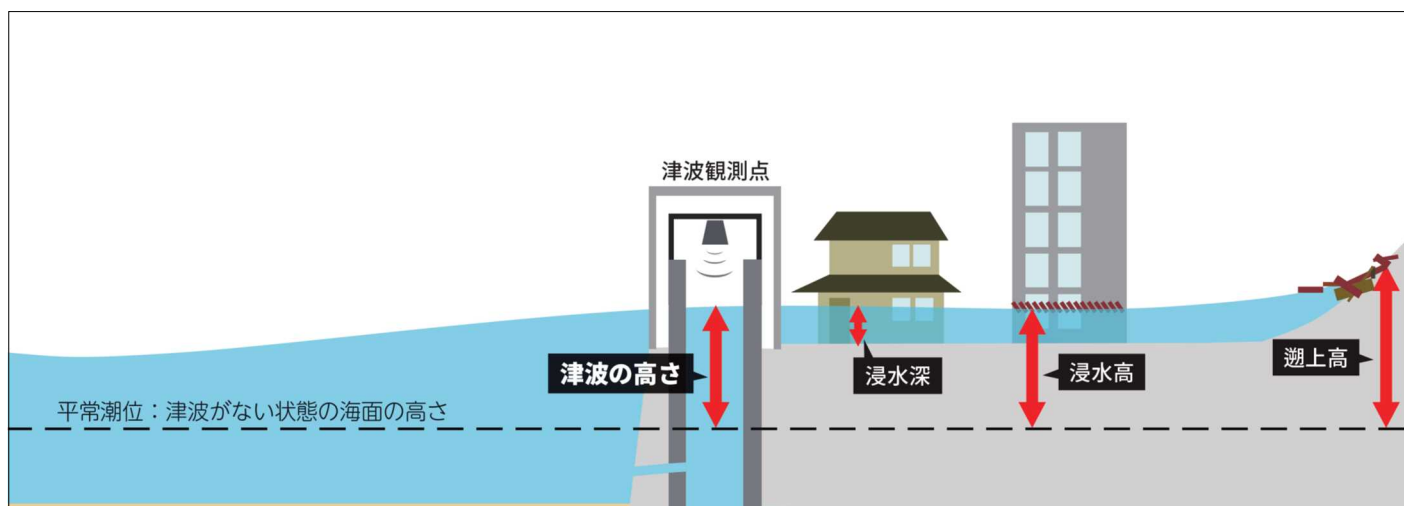 津波観測点
津波の高さ
浸水深
浸水高
遡上高
平常潮位：津波がない状態の海面の高さ